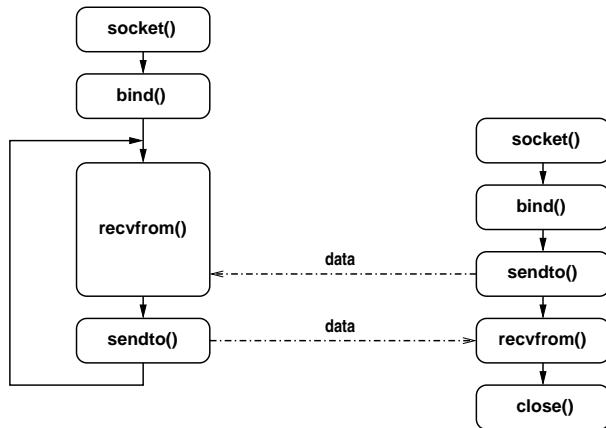 socket()
bind()
recvfrom()
sendto()
data
data
socket()
bind()
sendto()
recvfrom()
close()